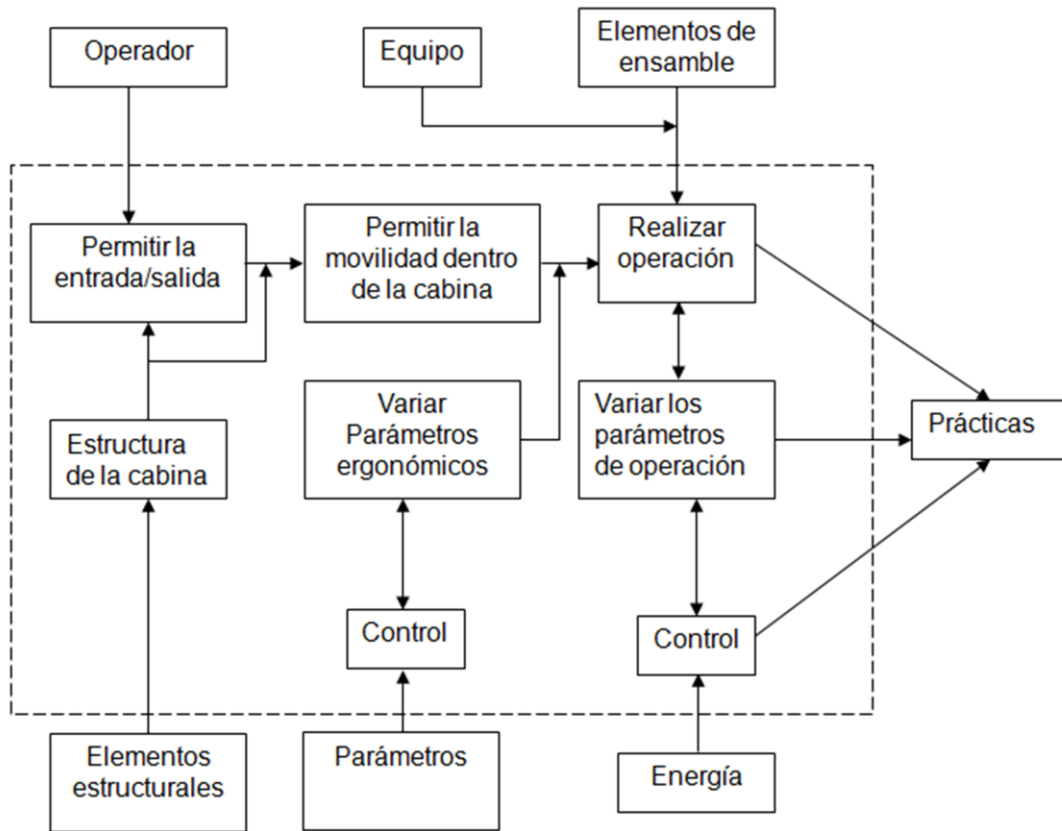 Operador
Equipo
Elementos de
ensamble
Permitir la
entrada/salida
Permitir la
movilidad dentro
de la cabina
Realizar
operación
Estructura
de la cabina
Variar
Parámetros
ergonómicos
Variar los
parámetros
de operación
Prácticas
Control
Control
Elementos
estructurales
Parámetros
Energía